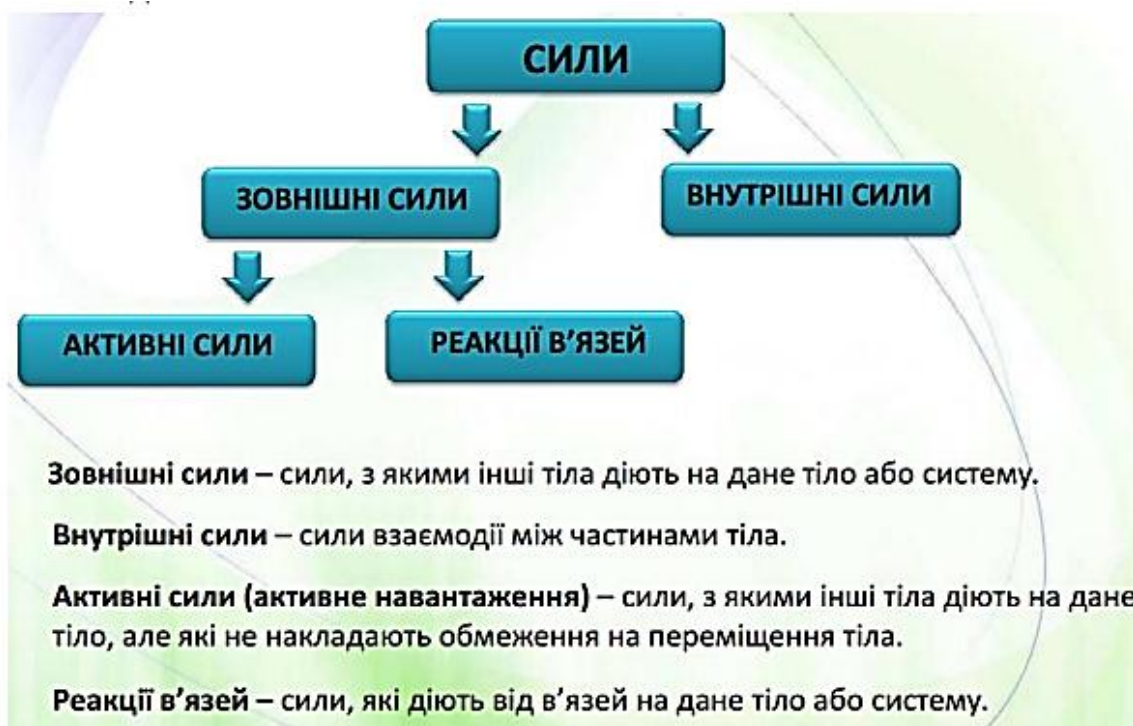 СИЛИ
ЗОВНІШНІ СИЛИ
ВНУТРІШНІ СИЛИ
АКТИВНІ СИЛИ
РЕАКЦІЇ В’ЯЗЕЙ
Зовнішні сили – сили, з якими інші тіла діють на дане тіло або систему.
Внутрішні сили – сили взаємодії між частинами тіла.
Активні сили (активне навантаження) – сили, з якими інші тіла діють на дане
тіло, але які не накладають обмеження на переміщення тіла.
Реакції в’язей – сили, які діють від в’язей на дане тіло або систему.